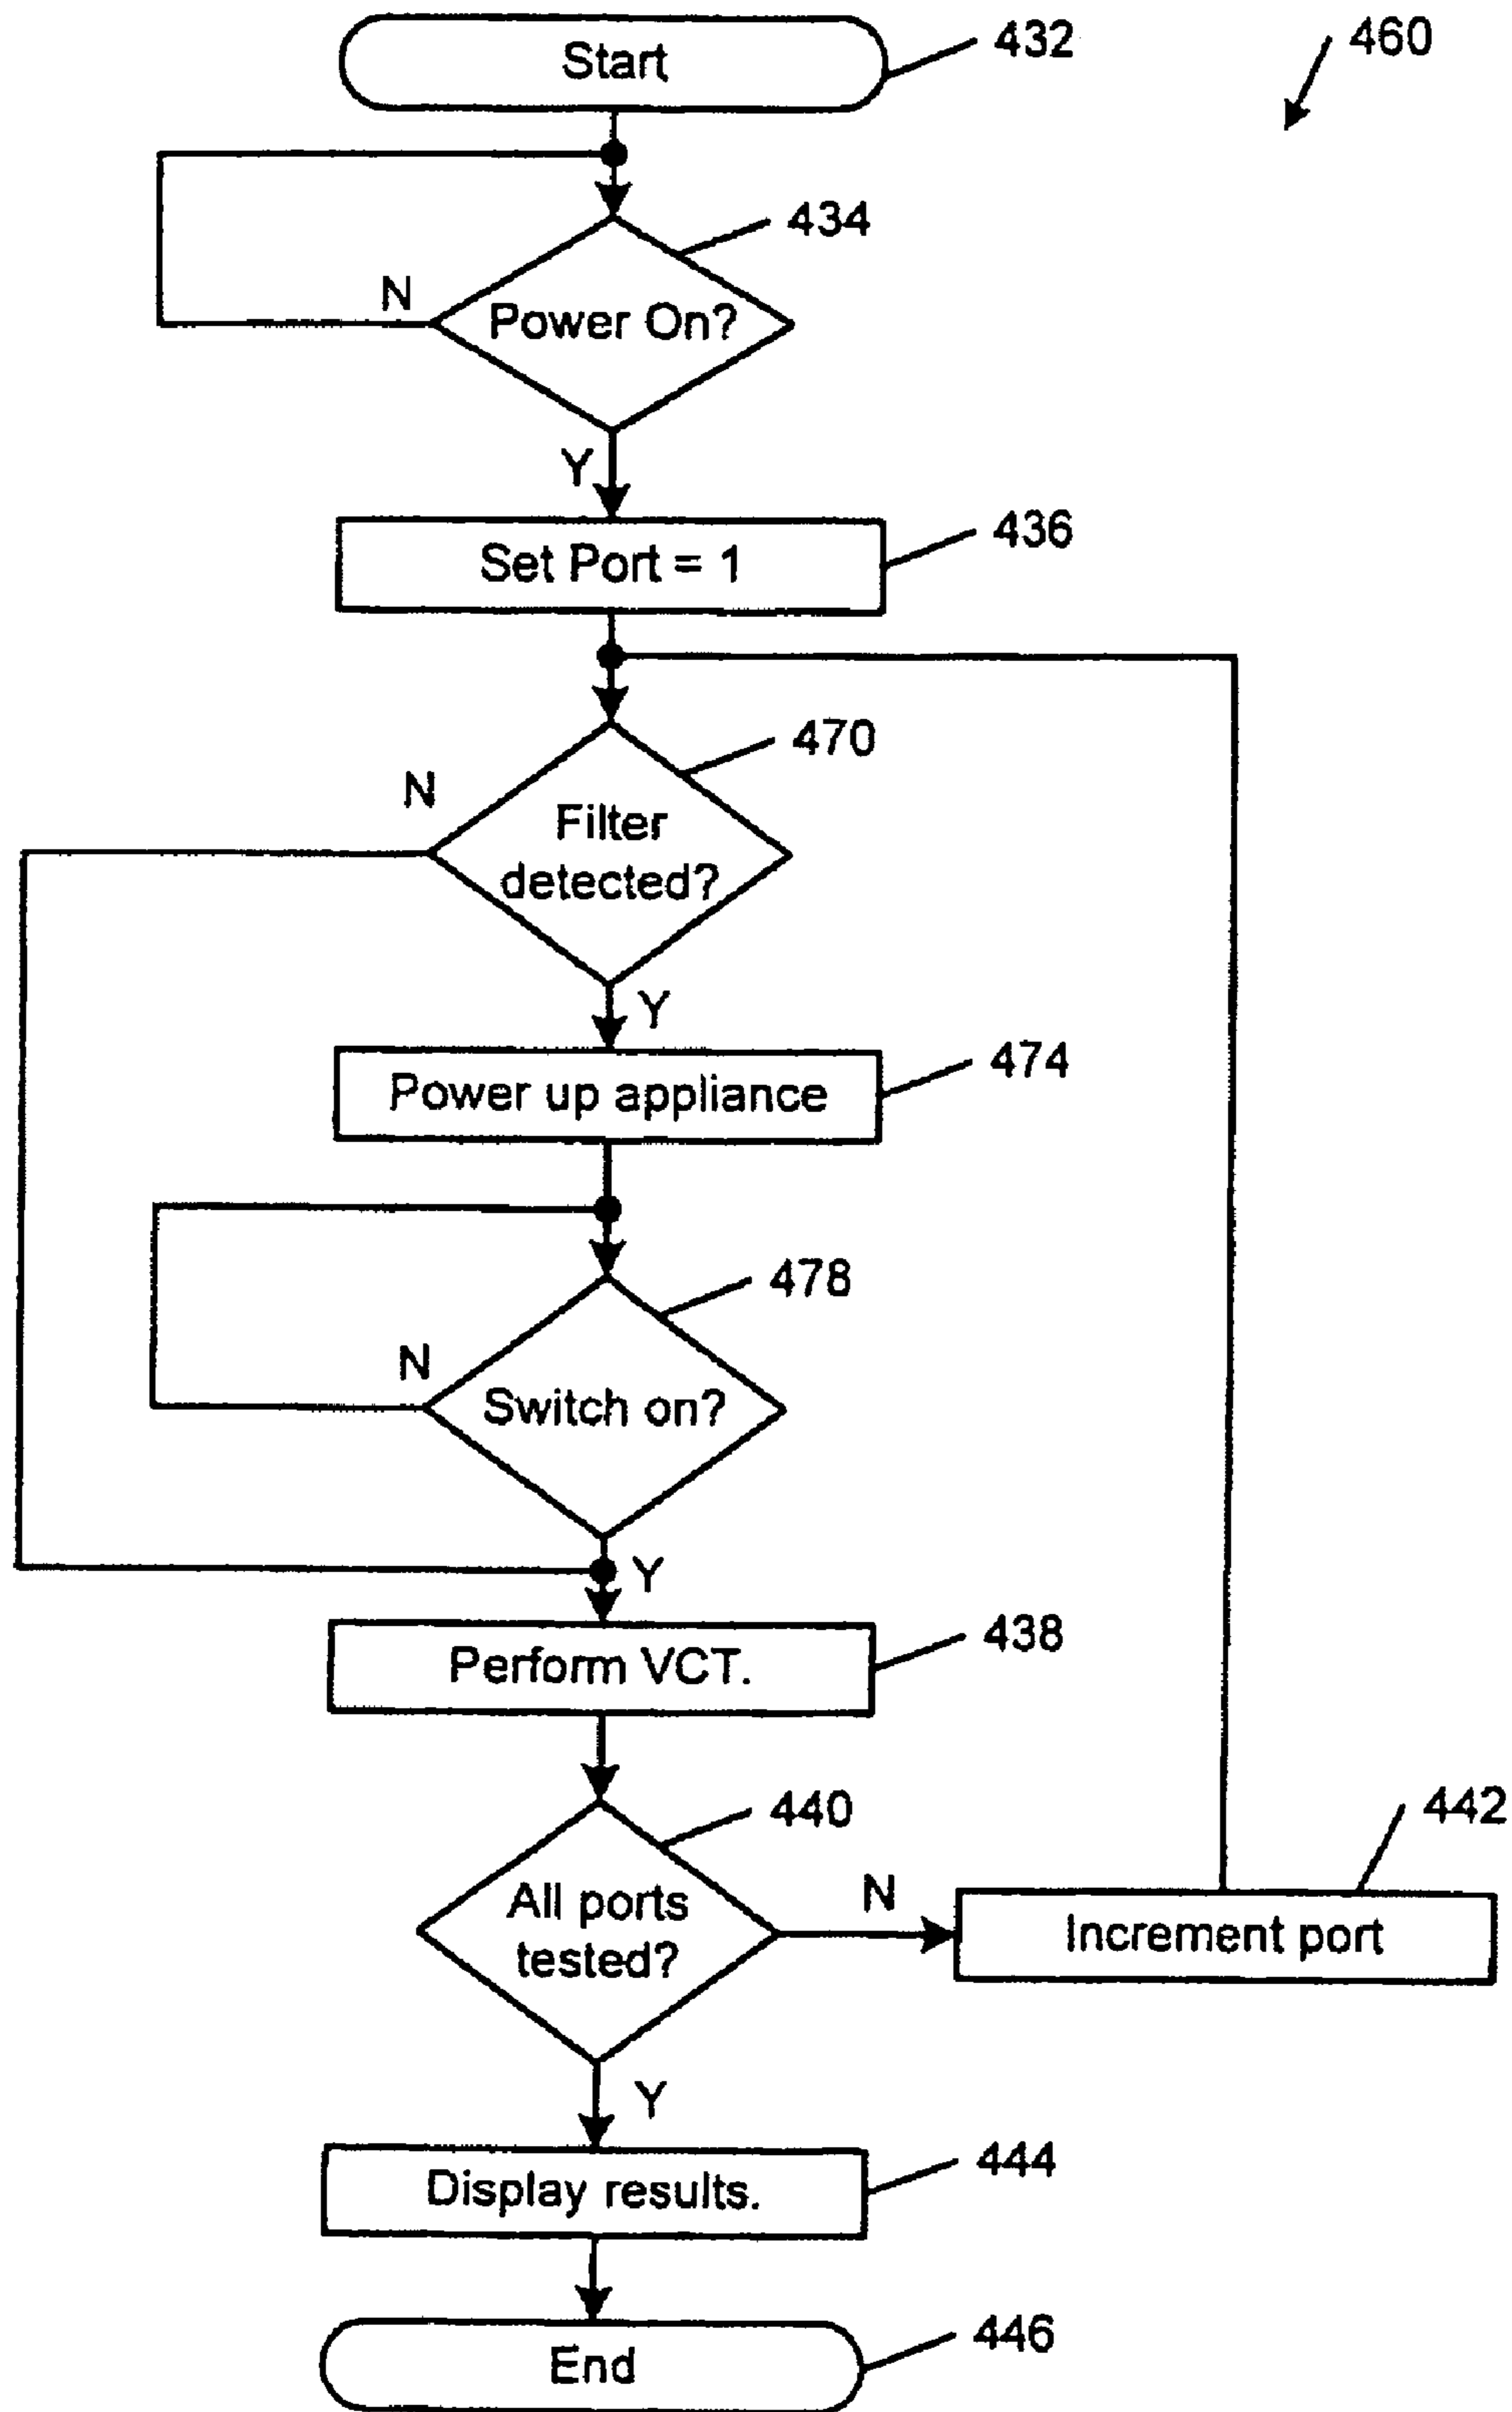 Start
432
460
434
N
Power On?
Y
436
Set Port = 1
470
N
Filter
detected?
Y
474
Power up appliance
478
N
Switch on?
Y
438
Perform VCT.
440
442
All ports
tested?
N
Increment port
Y
444
Display results.
446
End